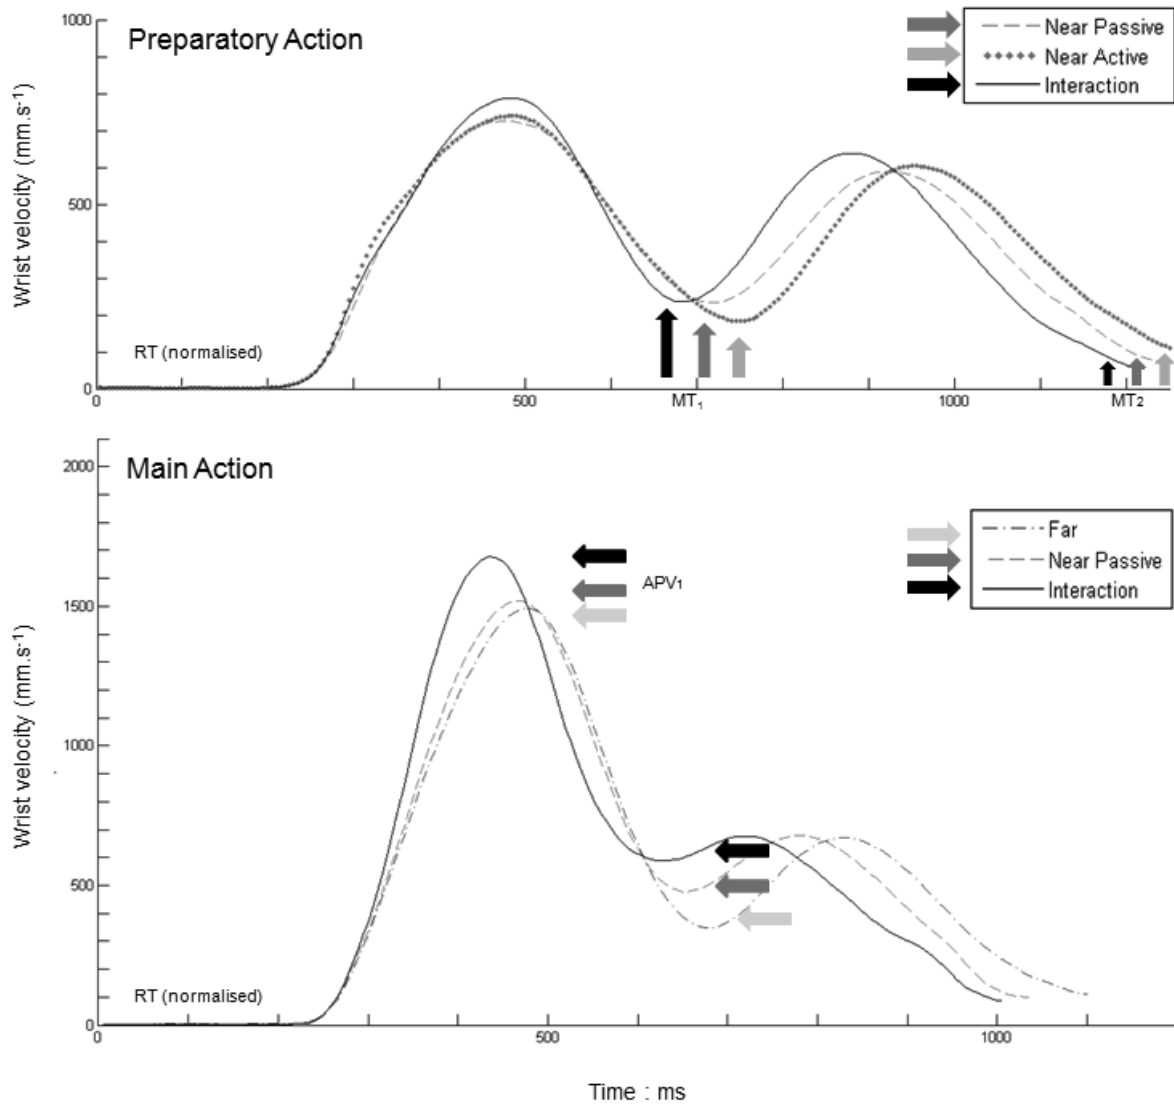 Preparatory Action
Near Passive
Near Active
Interaction
Wrist velocity (mm.s-1)
1000
500
0
RT (normalised)
0
500
1000
MT1
MT2
Main Action
Far
Near Passive
Interaction
APV1
Wrist velocity (mm.s-1)
2000
1500
1000
500
0
RT (normalised)
0
500
1000
Time : ms